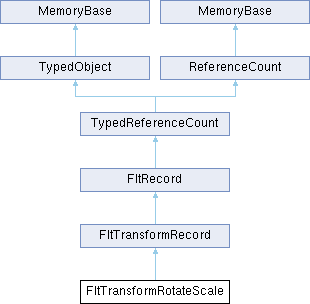 MemoryBase
MemoryBase
TypedObject
ReferenceCount
TypedReferenceCount
FltRecord
FltTransformRecord
FltTransformRotateScale